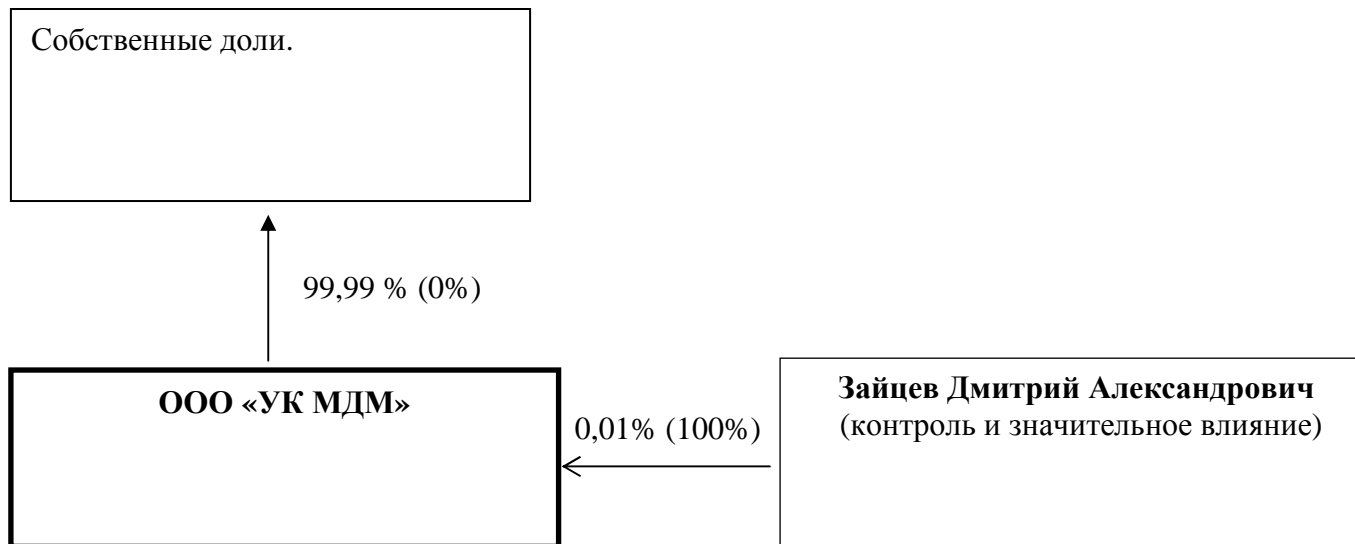 Собственные доли.
99,99 % (0%)
ООО «УК МДМ»
0,01% (100%)
Зайцев Дмитрий Александрович
(контроль и значительное влияние)